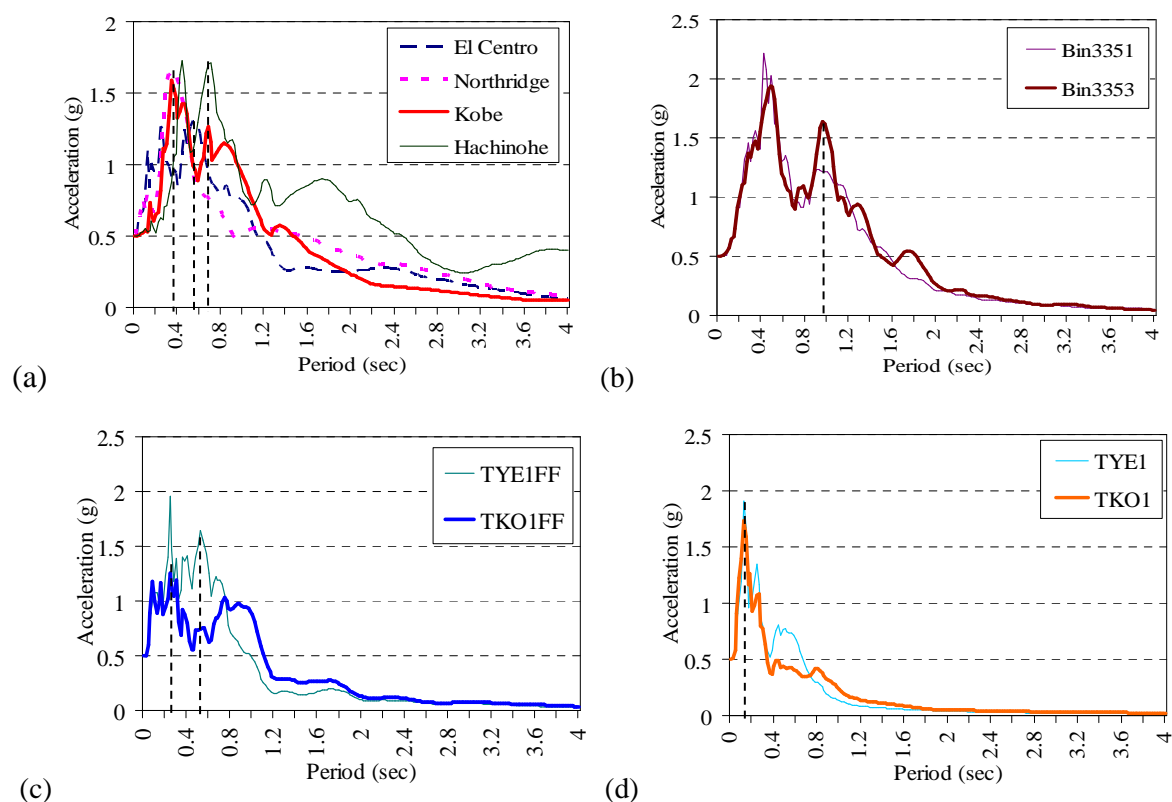 2
1.5
1
0.5
0
Acceleration (g)
El Centro
Northridge
Kobe
Hachinohe
0 0.4 0.8 1.2 1.6 2 2.4 2.8 3.2 3.6 4
Period (sec)
(a)
2.5
2
1.5
1
0.5
0
Acceleration (g)
Bin3351
Bin3353
0 0.4 0.8 1.2 1.6 2 2.4 2.8 3.2 3.6 4
Period (sec)
(b)
2.5
2
1.5
1
0.5
0
Acceleration (g)
TYE1FF
TKO1FF
0 0.4 0.8 1.2 1.6 2 2.4 2.8 3.2 3.6 4
Period (sec)
(c)
2.5
2
1.5
1
0.5
0
Acceleration (g)
TYE1
TKO1
0 0.4 0.8 1.2 1.6 2 2.4 2.8 3.2 3.6 4
Period (sec)
(d)